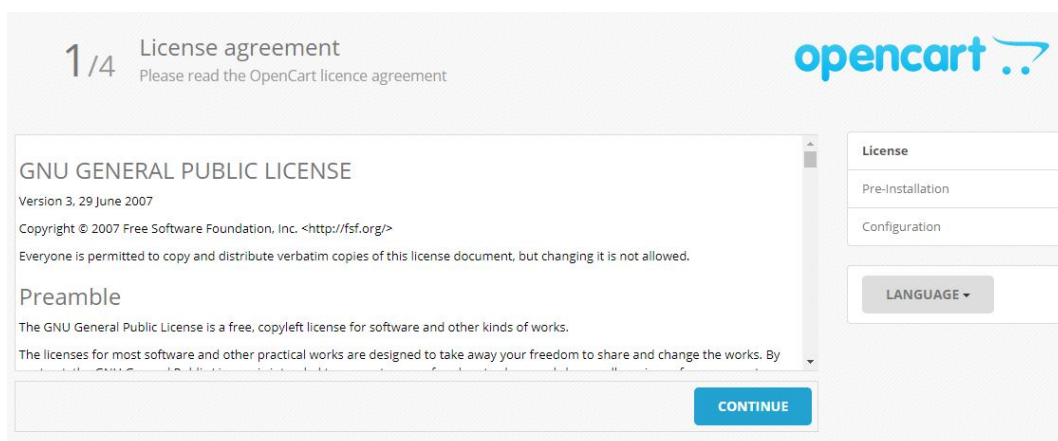 1/4
License agreement
Please read the OpenCart licence agreement
opencart
GNU GENERAL PUBLIC LICENSE
Version 3, 29 June 2007
Copyright © 2007 Free Software Foundation, Inc. <http://fsf.org/>
Everyone is permitted to copy and distribute verbatim copies of this license document, but changing it is not allowed.
Preamble
The GNU General Public License is a free, copyleft license for software and other kinds of works.
The licenses for most software and other practical works are designed to take away your freedom to share and change the works. By
CONTINUE
License
Pre-Installation
Configuration
LANGUAGE